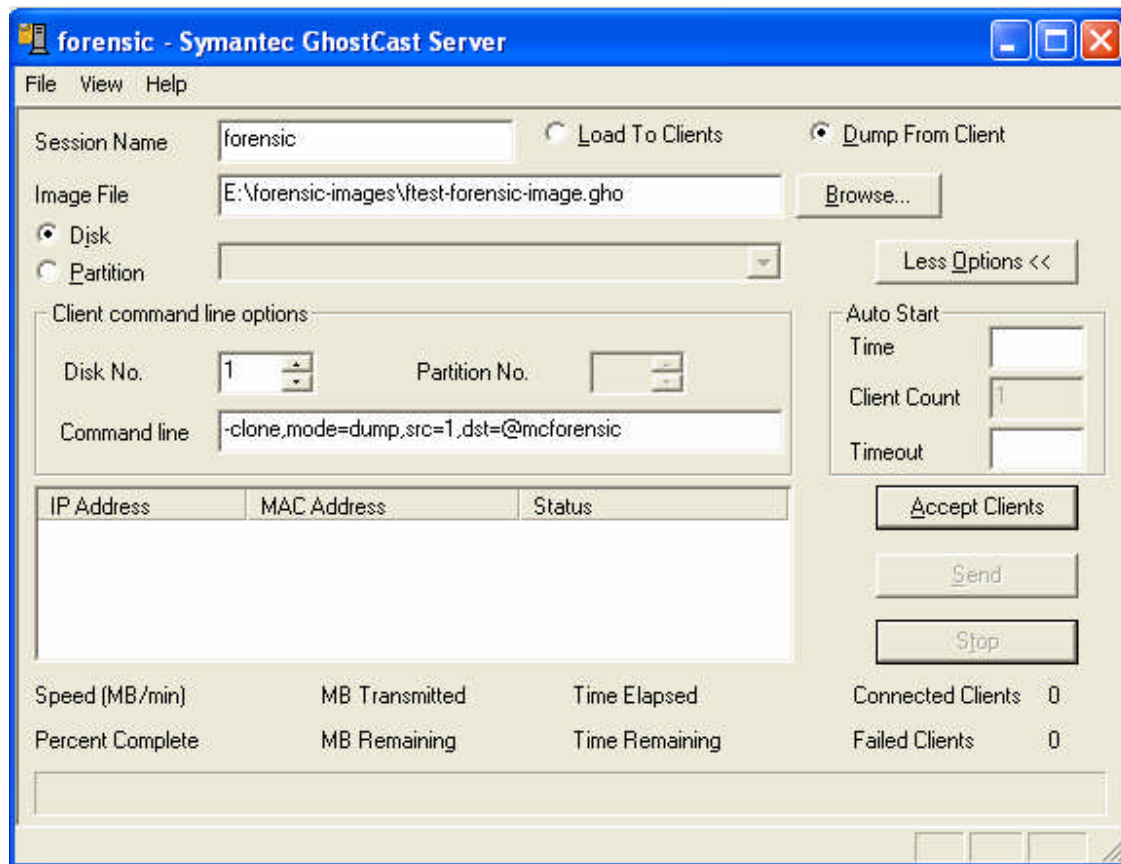 forensic - Symantec GhostCast Server
File View Help
Session Name forensic Load To Clients Dump From Client
Image File E:\forensic-images\ftest-forensic-image.gho Browse...
Disk
Partition Less Options <<
Client command line options Auto Start
Time
Disk No. 1 Partition No.
Client Count 1
Command line -clone,mode=dump,src=1,dst=@mcforensic
Timeout
IP Address MAC Address Status Accept Clients
Send
Stop
Speed (MB/min) MB Transmitted Time Elapsed Connected Clients 0
Percent Complete MB Remaining Time Remaining Failed Clients 0